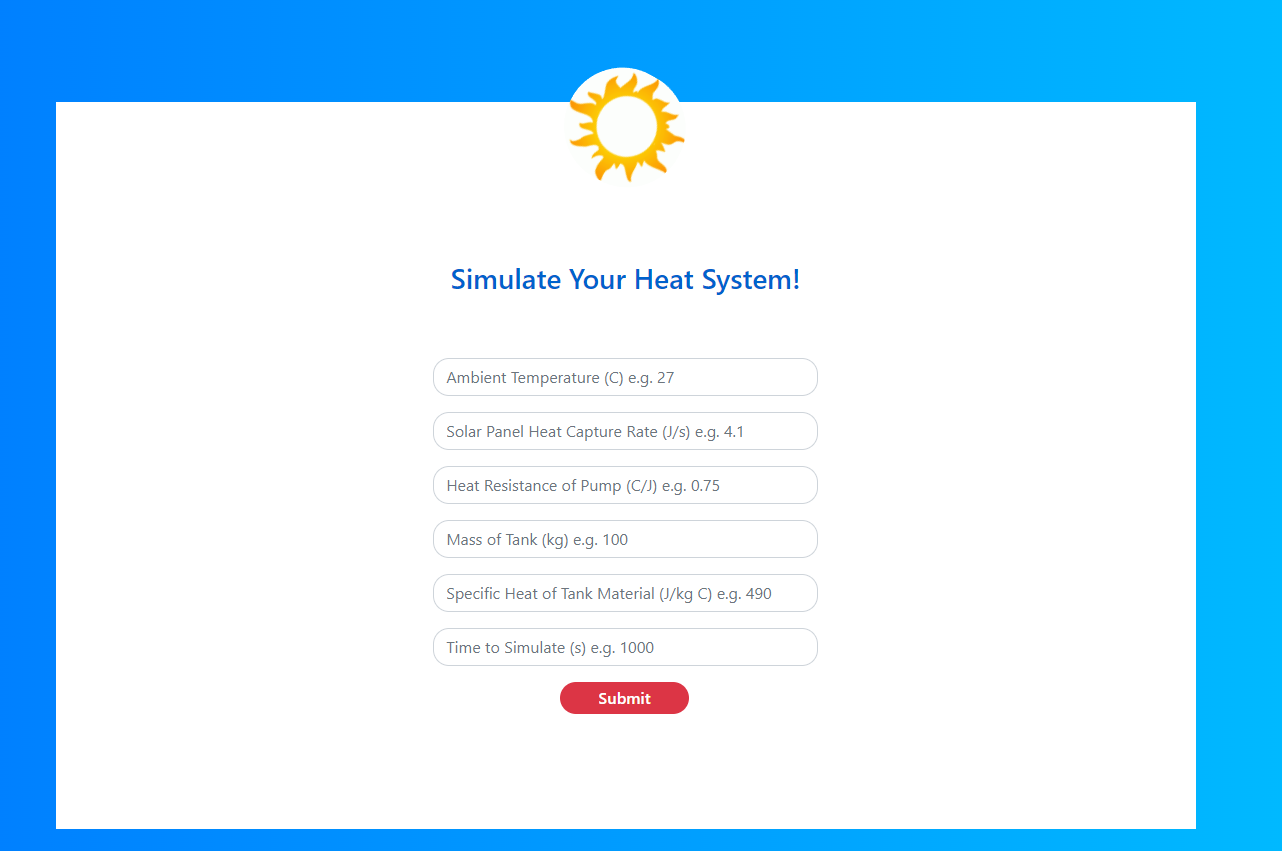 Simulate Your Heat System!
Ambient Temperature (C) e.g. 27
Solar Panel Heat Capture Rate (J/s) e.g. 4.1
Heat Resistance of Pump (C/J) e.g. 0.75
Mass of Tank (kg) e.g. 100
Specific Heat of Tank Material (J/kg C) e.g. 490
Time to Simulate (s) e.g. 1000
Submit